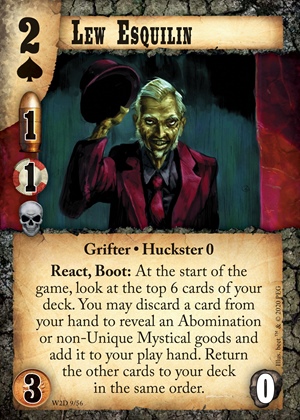 2
Lew Esquilin
1
1
Grifter • Huckster 0
React, Boot: At the start of the
game, look at the top 6 cards of your
deck. You may discard a card from
your hand to reveal an Abomination
or non-Unique Mystical goods and
add it to your play hand. Return
the other cards to your deck
in the same order.
3
W2D 9/56
0